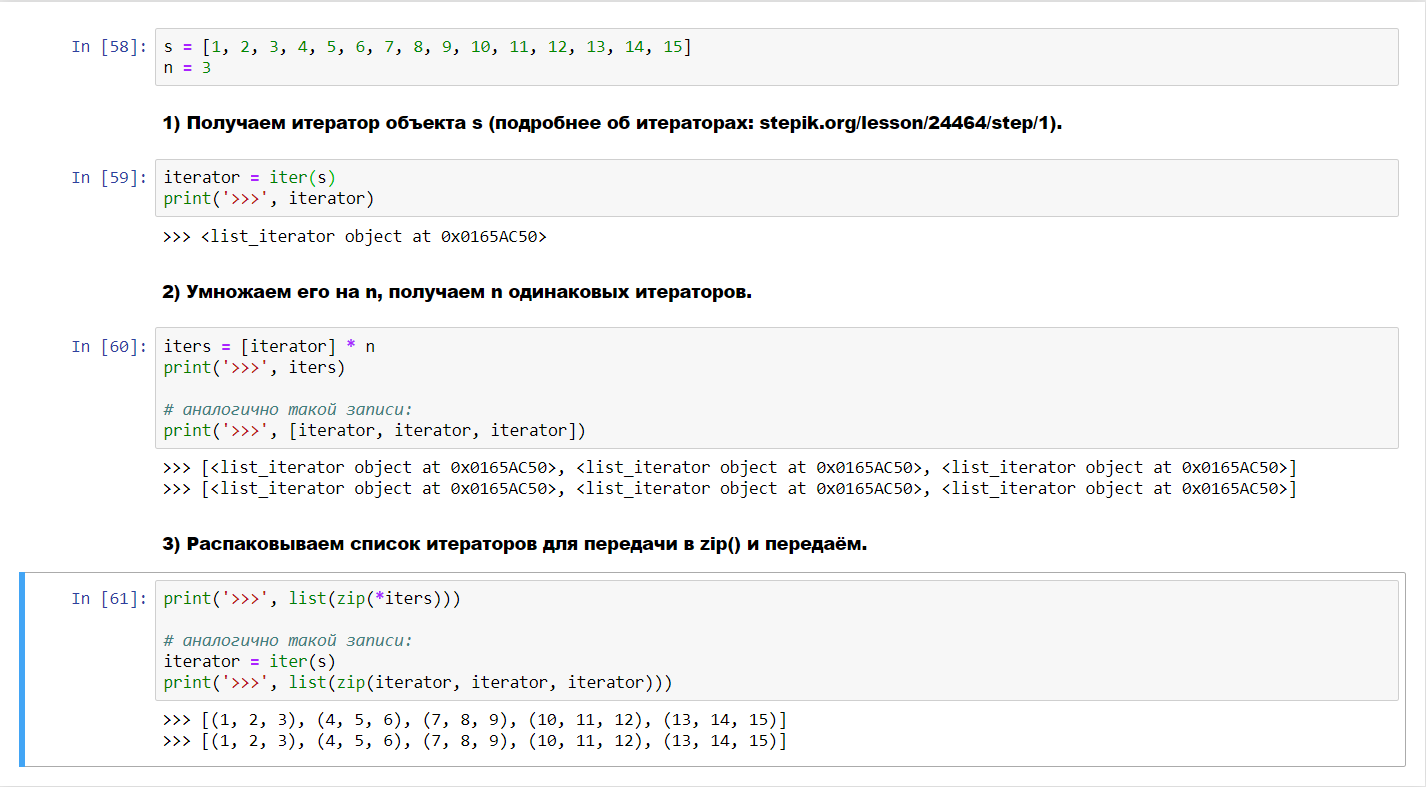 In [58]: s = [1, 2, 3, 4, 5, 6, 7, 8, 9, 10, 11, 12, 13, 14, 15]
n = 3
1) Получаем итератор объекта s (подробнее об итераторах: stepik.org/lesson/24464/step/1).
In [59]: iterator = iter(s)
print('>>>', iterator)
>>> <list_iterator object at 0x0165AC50>
2) Умножаем его на n, получаем n одинаковых итераторов.
In [60]: iters = [iterator] * n
print('>>>', iters)
# аналогично такой записи:
print('>>>', [iterator, iterator, iterator])
>>> [<list_iterator object at 0x0165AC50>, <list_iterator object at 0x0165AC50>, <list_iterator object at 0x0165AC50>]
>>> [<list_iterator object at 0x0165AC50>, <list_iterator object at 0x0165AC50>, <list_iterator object at 0x0165AC50>]
3) Распаковываем список итераторов для передачи в zip() и передаём.
In [61]: print('>>>', list(zip(*iters)))
# аналогично такой записи:
iterator = iter(s)
print('>>>', list(zip(iterator, iterator, iterator)))
>>> [(1, 2, 3), (4, 5, 6), (7, 8, 9), (10, 11, 12), (13, 14, 15)]
>>> [(1, 2, 3), (4, 5, 6), (7, 8, 9), (10, 11, 12), (13, 14, 15)]